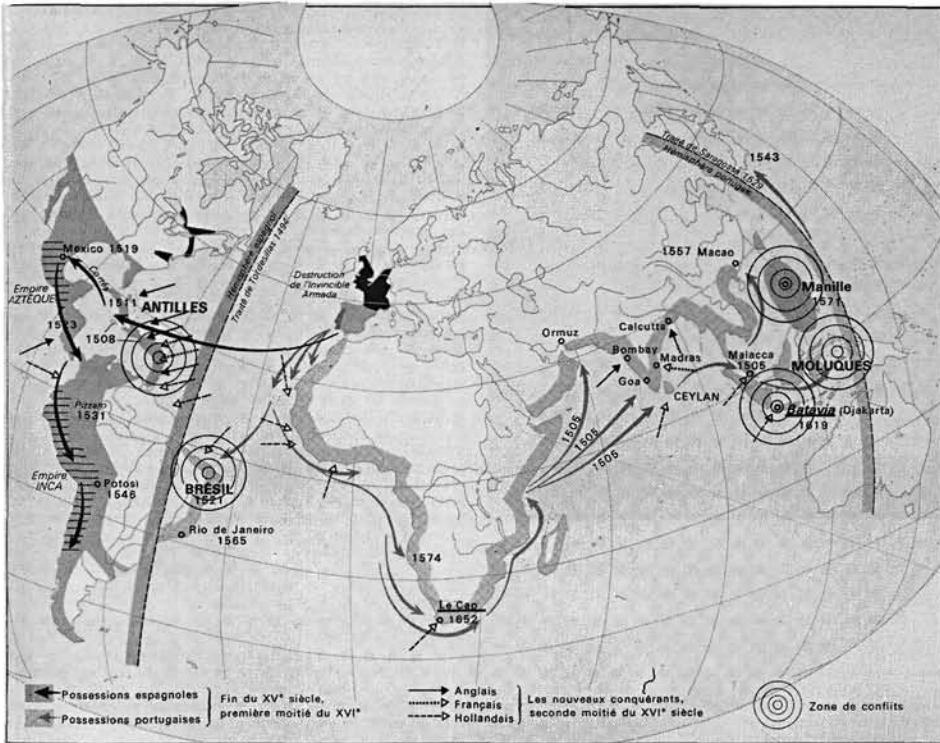 Traité de Saragosse 1529
Hémisphère portugais
1543
Hémisphère espagnol
Traité de Tordesillas 1494
Mexico 1519
Cortés
Empire
AZTÈQUE
1511
ANTILLES
1523
1508
Destruction
de l'Invincible
Armada
1557 Macao
Manille
1571
Ormuz
Calcutta
Bombay
Madras
Malacca
1505
MOLUQUES
Goa
CEYLAN
Batavia (Djakarta)
1619
Pizzaro
1531
1505
1505
1505
Empire
INCA
Potosi
1546
BRÉSIL
1521
Rio de Janeiro
1565
1574
Le Cap
1652
Possessions espagnoles
Possessions portugaises
Fin du XVe siècle,
première moitié du XVIe
Anglais
Français
Hollandais
Les nouveaux conquérants,
seconde moitié du XVIe siècle
Zone de conflits